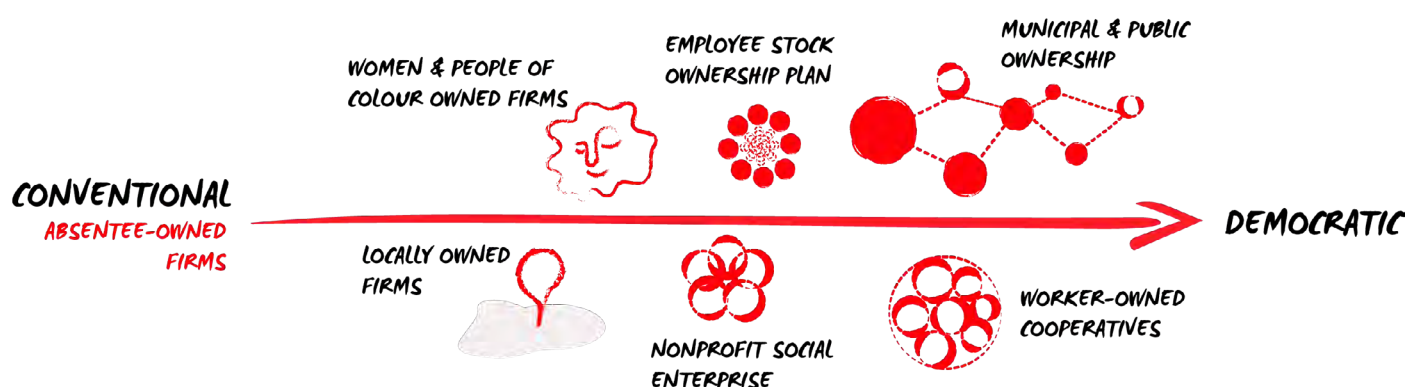 CONVENTIONAL
ABSENTEE-OWNED
FIRMS
WOMEN & PEOPLE OF
COLOUR OWNED FIRMS
LOCALLY OWNED
FIRMS
EMPLOYEE STOCK
OWNERSHIP PLAN
NONPROFIT SOCIAL
ENTERPRISE
MUNICIPAL & PUBLIC
OWNERSHIP
WORKER-OWNED
COOPERATIVES
DEMOCRATIC